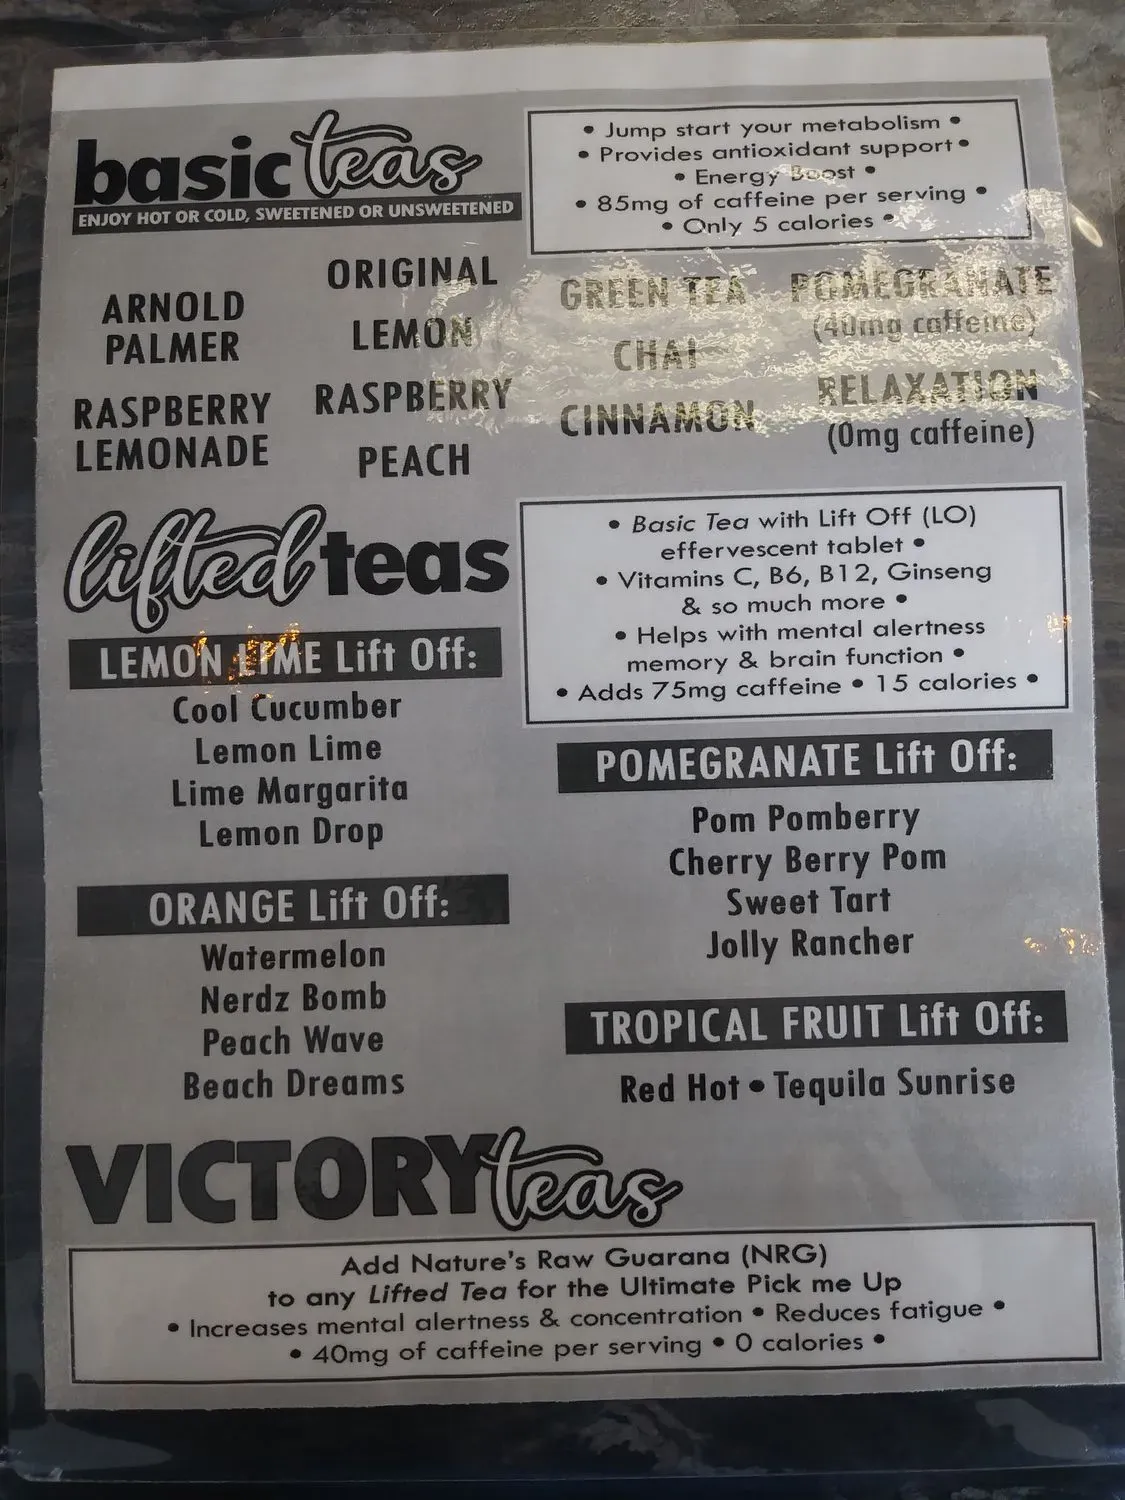 basic teas
ENJOY HOT OR COLD, SWEETENED OR UNSWEETENED
• Jump start your metabolism •
• Provides antioxidant support •
• Energy Boost •
• 85mg of caffeine per serving •
• Only 5 calories •
ARNOLD
PALMER
RASPBERRY
LEMONADE
ORIGINAL
LEMON
RASPBERRY
PEACH
GREEN TEA
CHAI
CINNAMON
POMEGRANATE
(40mg caffeine)
RELAXATION
(0mg caffeine)
lifted teas
• Basic Tea with Lift Off (LO)
effervescent tablet •
• Vitamins C, B6, B12, Ginseng
& so much more •
• Helps with mental alertness
memory & brain function •
• Adds 75mg caffeine • 15 calories •
LEMON LIME Lift Off:
Cool Cucumber
Lemon Lime
Lime Margarita
Lemon Drop
ORANGE Lift Off:
Watermelon
Nerdz Bomb
Peach Wave
Beach Dreams
POMEGRANATE Lift Off:
Pom Pomberry
Cherry Berry Pom
Sweet Tart
Jolly Rancher
TROPICAL FRUIT Lift Off:
Red Hot • Tequila Sunrise
VICTORY teas
Add Nature's Raw Guarana (NRG)
to any Lifted Tea for the Ultimate Pick me Up
• Increases mental alertness & concentration • Reduces fatigue •
• 40mg of caffeine per serving • 0 calories •